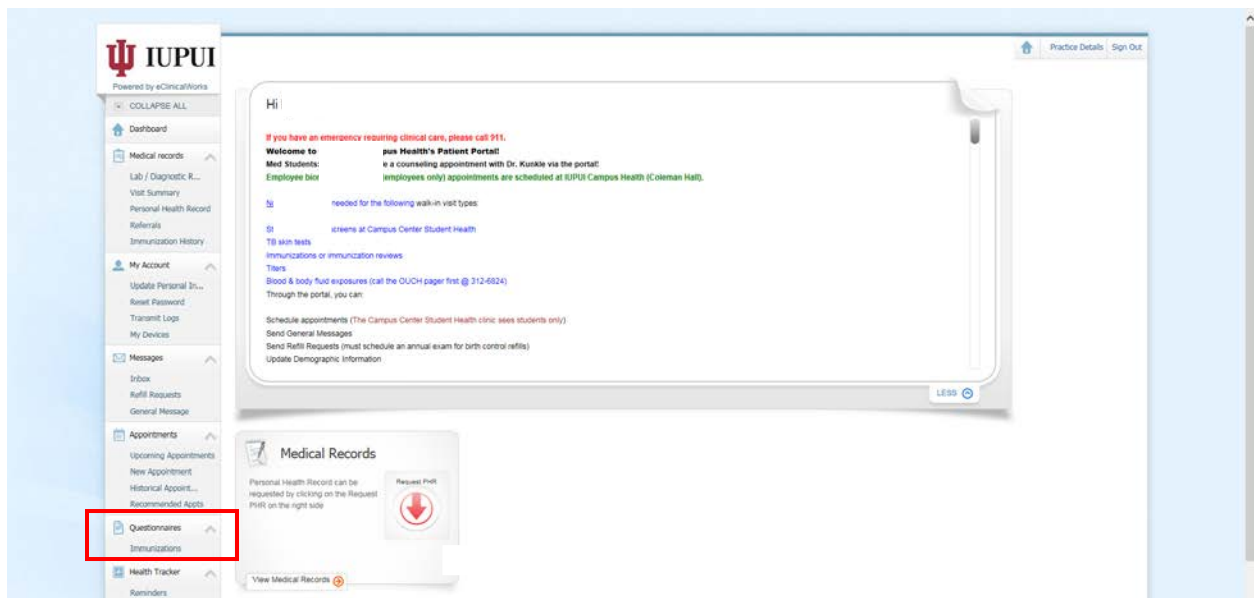 IUPUI
Powered by eClinicalWorks
COLLAPSE ALL
Dashboard
Medical records
Lab / Diagnostic R...
Visit Summary
Personal Health Record
Referrals
Immunization History
My Account
Update Personal In...
Reset Password
Transmit Logs
My Devices
Messages
Inbox
Refill Requests
General Message
Appointments
Upcoming Appointments
New Appointment
Historical Appoint...
Recommended Appts
Questionnaires
Immunizations
Health Tracker
Reminders
Practice Details Sign Out
Hi
If you have an emergency requiring clinical care, please call 911.
Welcome to pus Health's Patient Portal!
Med Students: e a counseling appointment with Dr. Kunkle via the portal!
Employee bior (employees only) appointments are scheduled at IUPUI Campus Health (Coleman Hall).
needed for the following walk-in visit types:
St creens at Campus Center Student Health
TB skin tests
Immunizations or immunization reviews
Titers
Blood & body fluid exposures (call the OUCH pager first @ 312-6824)
Through the portal, you can:
Schedule appointments (The Campus Center Student Health clinic sees students only)
Send General Messages
Send Refill Requests (must schedule an annual exam for birth control refills)
Update Demographic Information
LESS
Medical Records
Personal Health Record can be
requested by clicking on the Request
PHR on the right side
Request PHR
View Medical Records